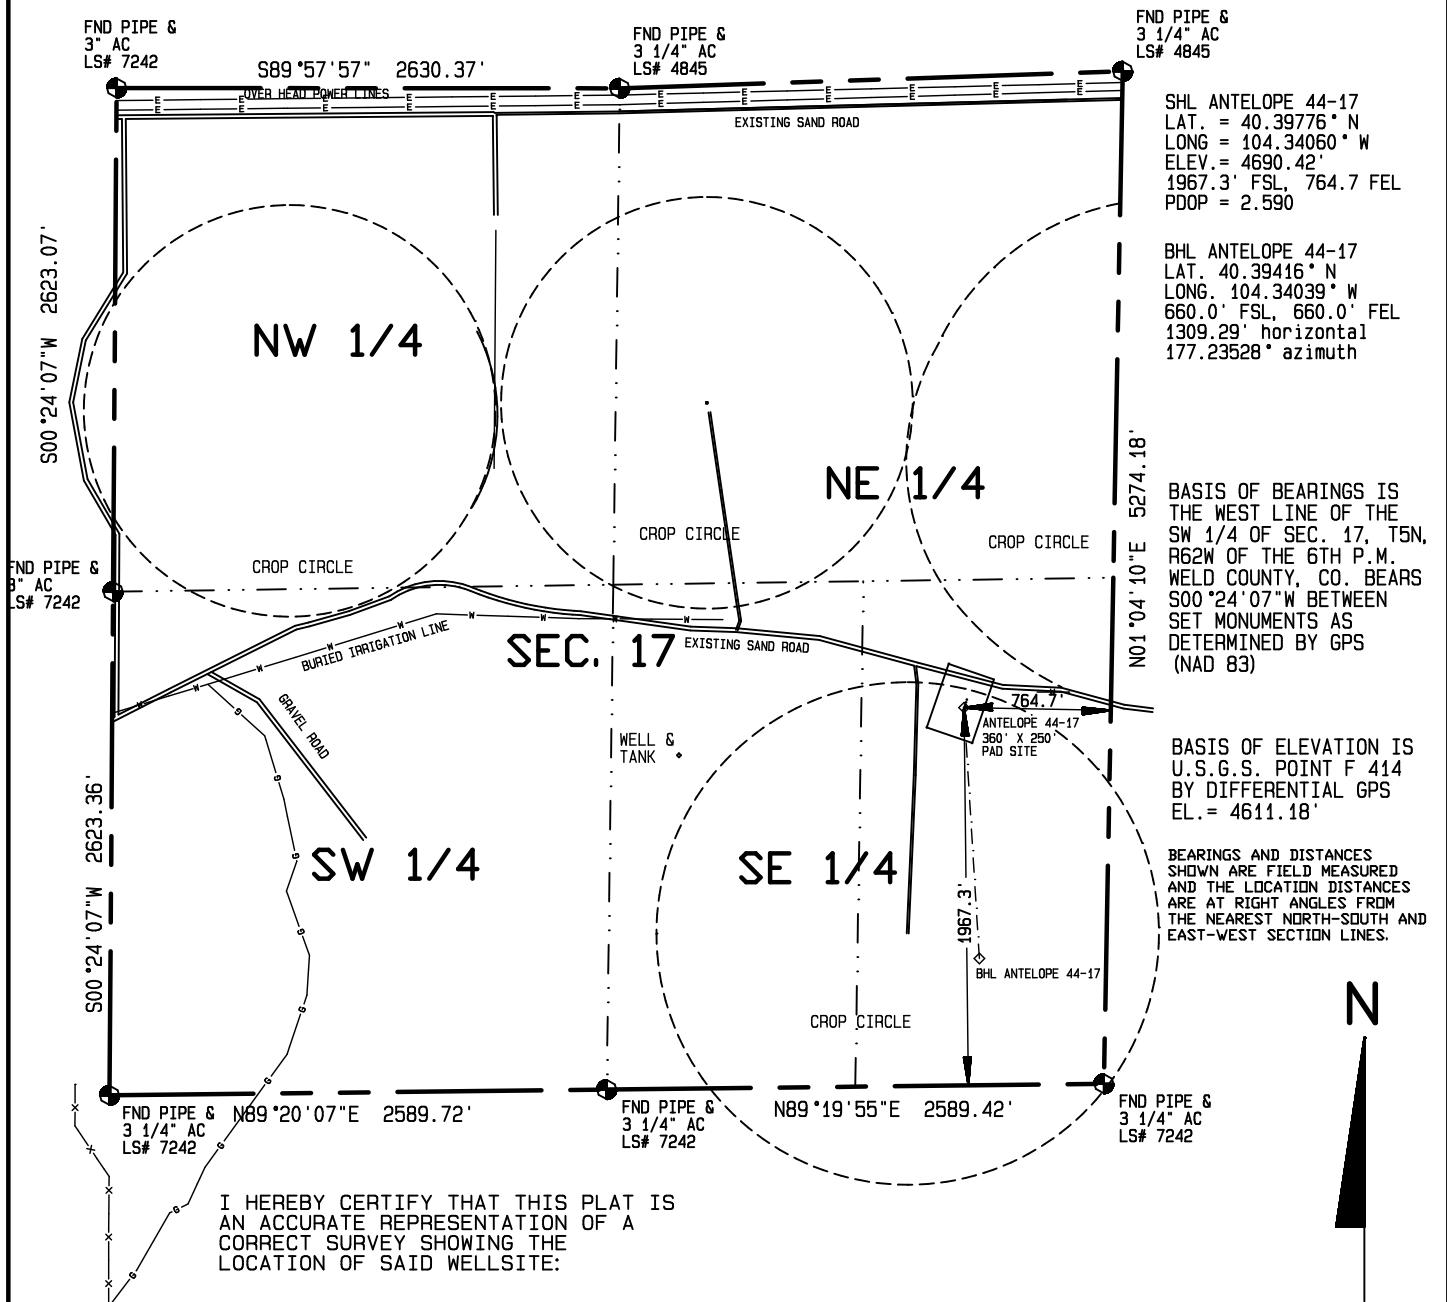 FND PIPE &
3" AC
LS# 7242
S89°57'57" 2630.37'
FND PIPE &
3 1/4" AC
LS# 4845
FND PIPE &
3 1/4" AC
LS# 4845
OVER HEAD POWER LINES
EXISTING SAND ROAD
SHL ANTELOPE 44-17
LAT. = 40.39776° N
LONG = 104.34060° W
ELEV.= 4690.42'
1967.3' FSL, 764.7 FEL
PDOP = 2.590
BHL ANTELOPE 44-17
LAT. 40.39416° N
LONG. 104.34039° W
660.0' FSL, 660.0' FEL
1309.29' horizontal
177.23528° azimuth
S00°24'07"W 2623.07'
NW 1/4
NE 1/4
CROP CIRCLE
CROP CIRCLE
CROP CIRCLE
N01°04'10"E 5274.18'
BASIS OF BEARINGS IS
THE WEST LINE OF THE
SW 1/4 OF SEC. 17, T5N,
R62W OF THE 6TH P.M.
WELD COUNTY, CO. BEARS
S00°24'07"W BETWEEN
SET MONUMENTS AS
DETERMINED BY GPS
(NAD 83)
FND PIPE &
3" AC
LS# 7242
BURIED IRRIGATION LINE
SEC. 17
EXISTING SAND ROAD
GRAVEL ROAD
WELL &
TANK
764.7'
ANTELOPE 44-17
360' X 250'
PAD SITE
BASIS OF ELEVATION IS
U.S.G.S. POINT F 414
BY DIFFERENTIAL GPS
EL.= 4611.18'
S00°24'07"W 2623.36'
SW 1/4
SE 1/4
1967.3'
BEARINGS AND DISTANCES
SHOWN ARE FIELD MEASURED
AND THE LOCATION DISTANCES
ARE AT RIGHT ANGLES FROM
THE NEAREST NORTH-SOUTH AND
EAST-WEST SECTION LINES.
BHL ANTELOPE 44-17
CROP CIRCLE
N
FND PIPE &
3 1/4" AC
LS# 7242
N89°20'07"E 2589.72'
FND PIPE &
3 1/4" AC
LS# 7242
N89°19'55"E 2589.42'
FND PIPE &
3 1/4" AC
LS# 7242
I HEREBY CERTIFY THAT THIS PLAT IS
AN ACCURATE REPRESENTATION OF A
CORRECT SURVEY SHOWING THE
LOCATION OF SAID WELLSITE: